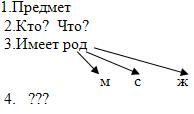 1.Предмет
2.Кто? Что?
3.Имеет род
м с ж
4. ???